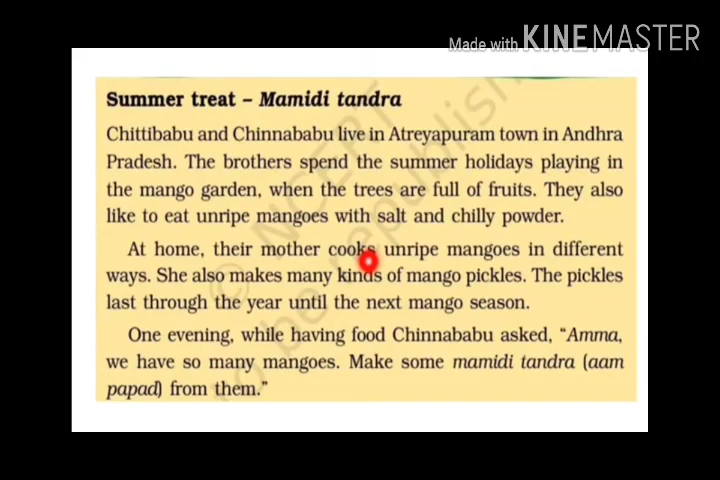 Made with KINEMASTER
Summer treat – Mamidi tandra
Chittibabu and Chinnababu live in Atreyapuram town in Andhra
Pradesh. The brothers spend the summer holidays playing in
the mango garden, when the trees are full of fruits. They also
like to eat unripe mangoes with salt and chilly powder.
At home, their mother cooks unripe mangoes in different
ways. She also makes many kinds of mango pickles. The pickles
last through the year until the next mango season.
One evening, while having food Chinnababu asked, “Amma,
we have so many mangoes. Make some mamidi tandra (aam
papad) from them.”